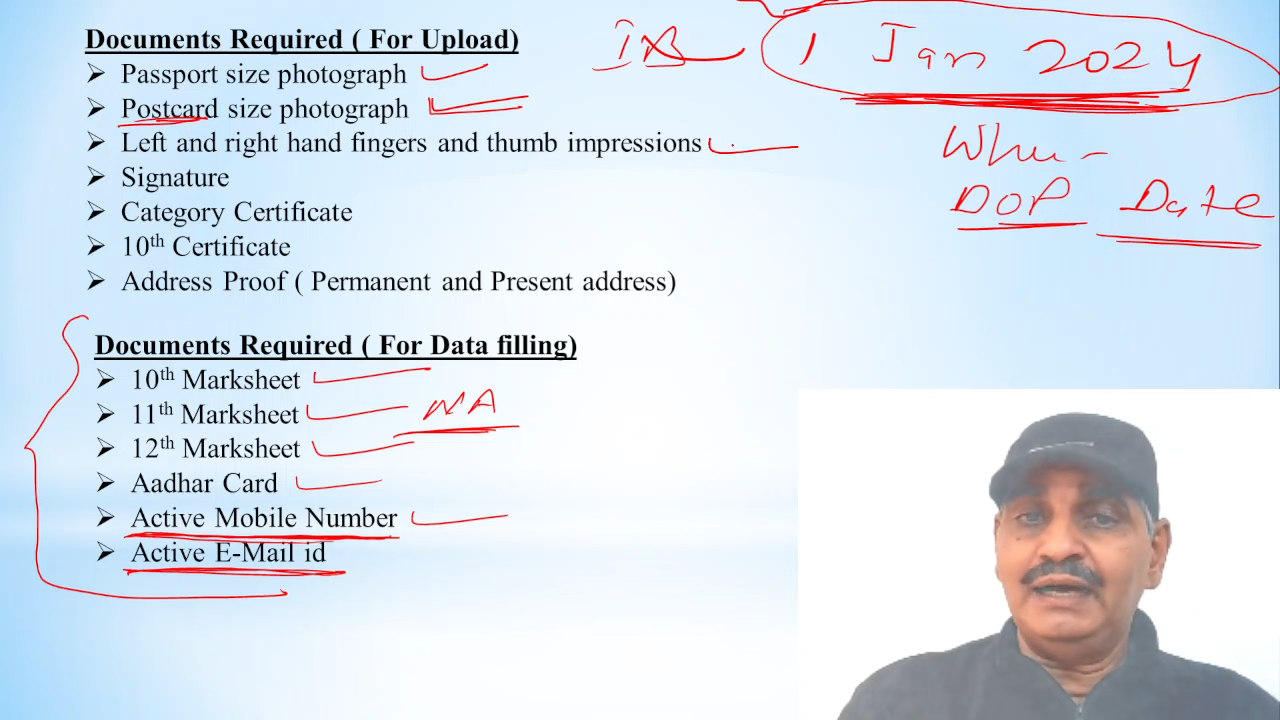 Documents Required ( For Upload)
➤ Passport size photograph
➤ Postcard size photograph
➤ Left and right hand fingers and thumb impressions
➤ Signature
➤ Category Certificate
➤ 10th Certificate
➤ Address Proof ( Permanent and Present address)
1 Jan 2024
DOP Date
Documents Required ( For Data filling)
➤ 10th Marksheet
➤ 11th Marksheet NA
➤ 12th Marksheet
➤ Aadhar Card
➤ Active Mobile Number
➤ Active E-Mail id